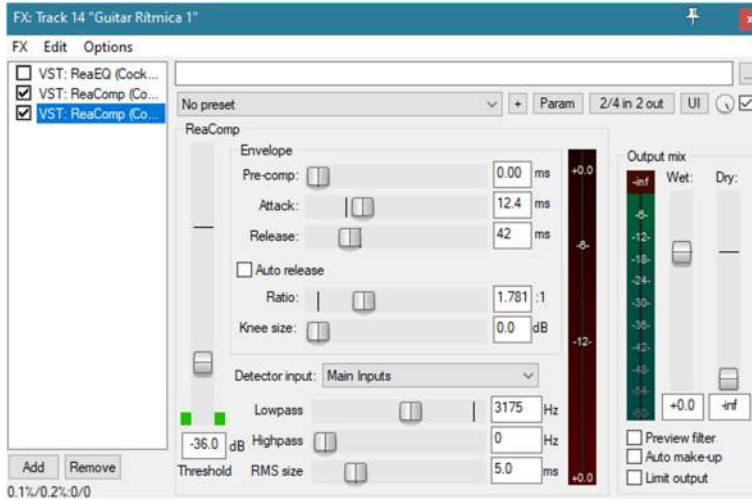 FX: Track 14 "Guitar Rítmica 1"
FX Edit Options
VST: ReaEQ (Cock...
VST: ReaComp (Co...
VST: ReaComp (Co...
...
No preset + Param 2/4 in 2 out UI
ReaComp
Envelope
Pre-comp: 0.00 ms
Attack: 12.4 ms
Release: 42 ms
Auto release
Ratio: 1.781 :1
Knee size: 0.0 dB
Detector input: Main Inputs
Lowpass 3175 Hz
Highpass 0 Hz
RMS size 5.0 ms
-36.0 dB
Threshold
+0.0
-6-
-12-
+0.0
Output mix
Wet: Dry:
-inf
-6-
-12-
-18-
-24-
-30-
-36-
-42-
-48-
-54-
-60-
+0.0 -inf
Preview filter
Auto make-up
Limit output
Add Remove
0.1%/0.2%:0/0